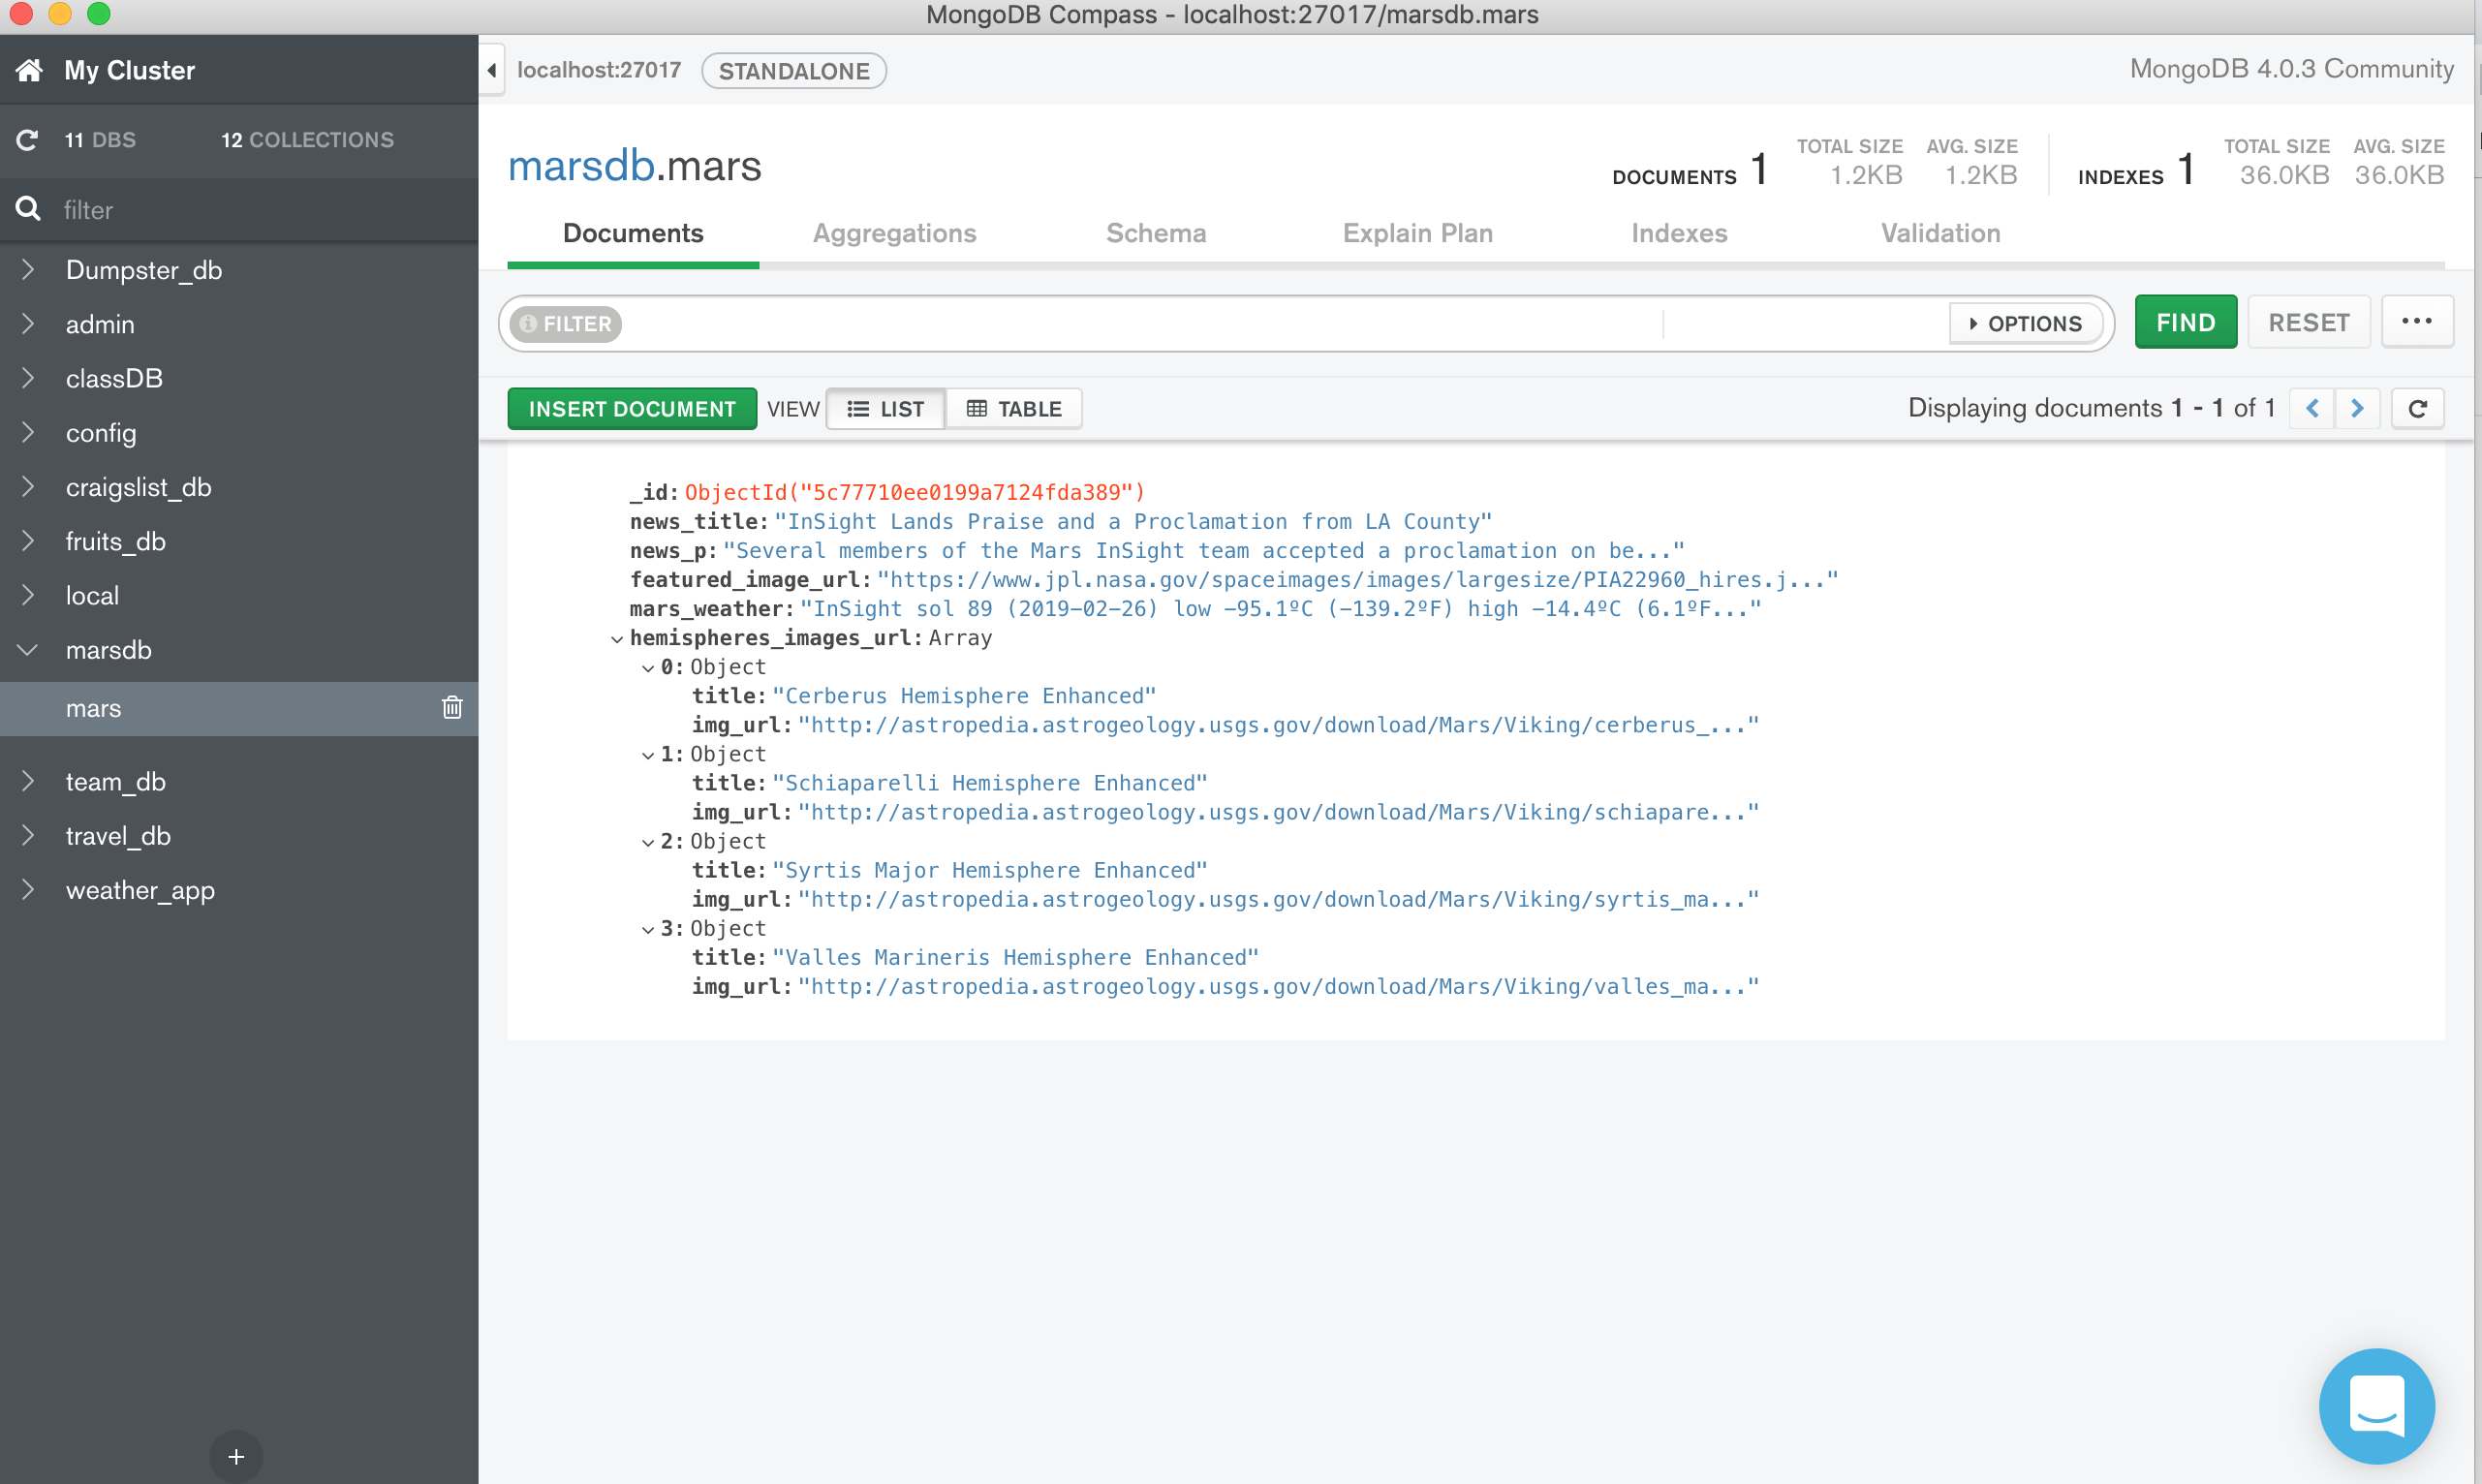 MongoDB Compass - localhost:27017/marsdb.mars
My Cluster
localhost:27017 STANDALONE MongoDB 4.0.3 Community
11 DBS 12 COLLECTIONS
filter
Dumpster_db
admin
classDB
config
craigslist_db
fruits_db
local
marsdb
mars
team_db
travel_db
weather_app
+
marsdb.mars
DOCUMENTS 1 TOTAL SIZE 1.2KB AVG. SIZE 1.2KB INDEXES 1 TOTAL SIZE 36.0KB AVG. SIZE 36.0KB
Documents Aggregations Schema Explain Plan Indexes Validation
FILTER OPTIONS FIND RESET ...
INSERT DOCUMENT VIEW LIST TABLE Displaying documents 1 - 1 of 1
_id: ObjectId("5c77710ee0199a7124fda389")
news_title: "InSight Lands Praise and a Proclamation from LA County"
news_p: "Several members of the Mars InSight team accepted a proclamation on be..."
featured_image_url: "https://www.jpl.nasa.gov/spaceimages/images/largesize/PIA22960_hires.j..."
mars_weather: "InSight sol 89 (2019-02-26) low -95.1ºC (-139.2ºF) high -14.4ºC (6.1ºF..."
hemispheres_images_url: Array
0: Object
title: "Cerberus Hemisphere Enhanced"
img_url: "http://astropedia.astrogeology.usgs.gov/download/Mars/Viking/cerberus_..."
1: Object
title: "Schiaparelli Hemisphere Enhanced"
img_url: "http://astropedia.astrogeology.usgs.gov/download/Mars/Viking/schiapare..."
2: Object
title: "Syrtis Major Hemisphere Enhanced"
img_url: "http://astropedia.astrogeology.usgs.gov/download/Mars/Viking/syrtis_ma..."
3: Object
title: "Valles Marineris Hemisphere Enhanced"
img_url: "http://astropedia.astrogeology.usgs.gov/download/Mars/Viking/valles_ma..."